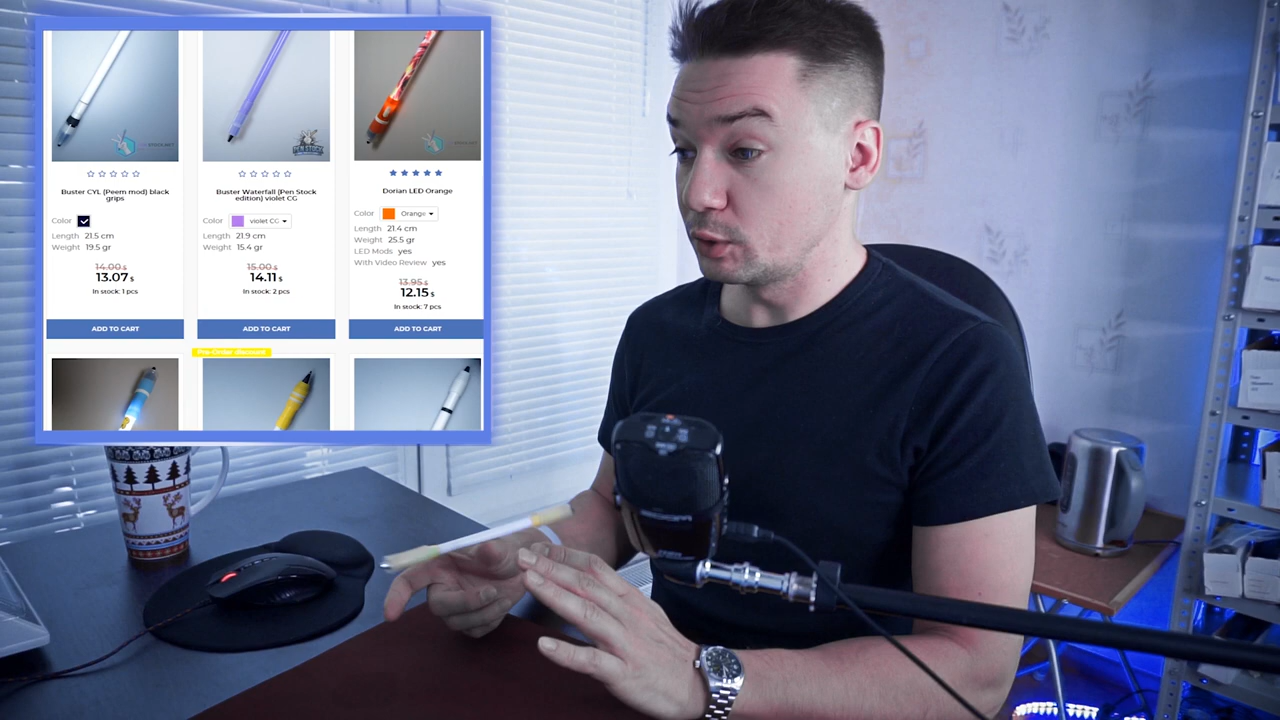 Buster CYL (Peem mod) black
grips
Color
Length 21.5 cm
Weight 19.5 gr
14.00 $
13.07 $
In stock: 1 pcs
ADD TO CART
Buster Waterfall (Pen Stock
edition) violet CG
Color violet CG
Length 21.9 cm
Weight 15.4 gr
15.00 $
14.11 $
In stock: 2 pcs
ADD TO CART
Dorian LED Orange
Color Orange
Length 21.4 cm
Weight 25.5 gr
LED Mods yes
With Video Review yes
13.95 $
12.15 $
In stock: 7 pcs
ADD TO CART
Pre-Order discount